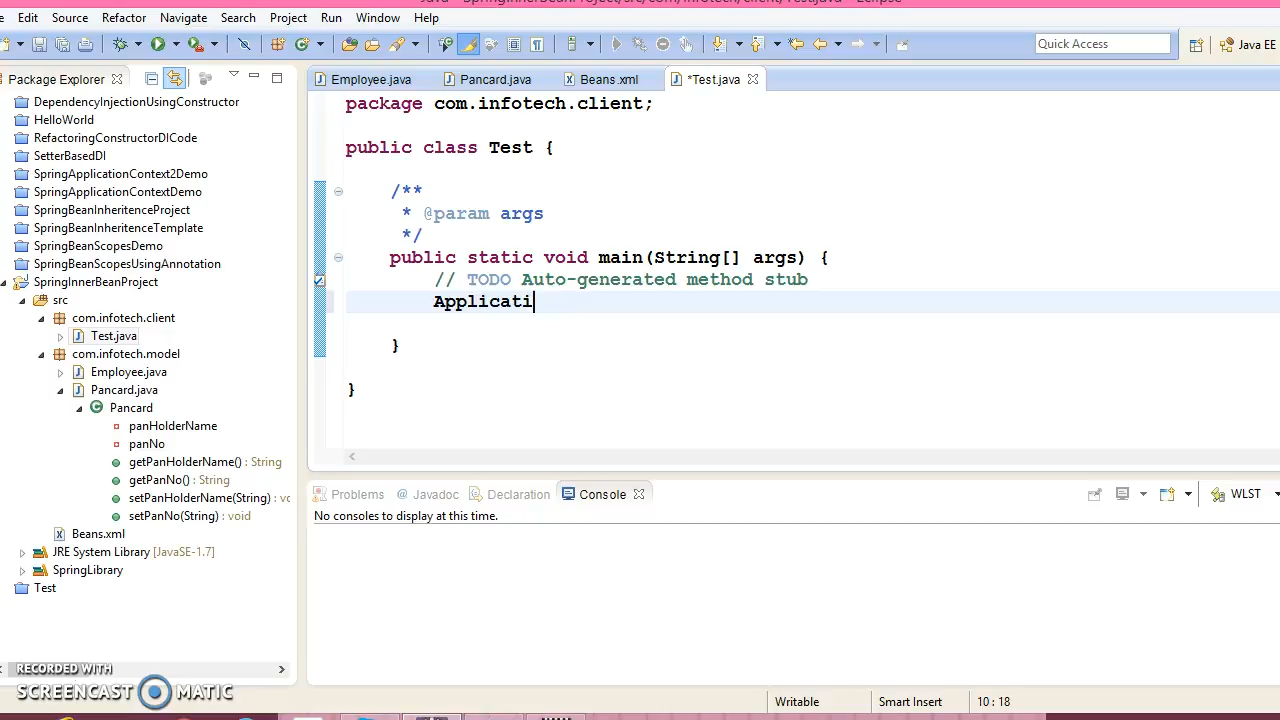 Edit Source Refactor Navigate Search Project Run Window Help
Quick Access
Java EE
Package Explorer
Employee.java
Pancard.java
Beans.xml
*Test.java
DependencyInjectionUsingConstructor
HelloWorld
RefactoringConstructorDICode
SetterBasedDI
SpringApplicationContext2Demo
SpringApplicationContextDemo
SpringBeanInheritenceProject
SpringBeanInheritenceTemplate
SpringBeanScopesDemo
SpringBeanScopesUsingAnnotation
SpringInnerBeanProject
src
com.infotech.client
Test.java
com.infotech.model
Employee.java
Pancard.java
Pancard
panHolderName
panNo
getPanHolderName() : String
getPanNo() : String
setPanHolderName(String) : vo
setPanNo(String) : void
Beans.xml
JRE System Library [JavaSE-1.7]
SpringLibrary
Test
package com.infotech.client;
public class Test {
/**
* @param args
*/
public static void main(String[] args) {
// TODO Auto-generated method stub
Applicati
}
}
Problems @ Javadoc Declaration Console
WLST
No consoles to display at this time.
RECORDED WITH
SCREENCAST MATIC
Writable
Smart Insert
10 : 18